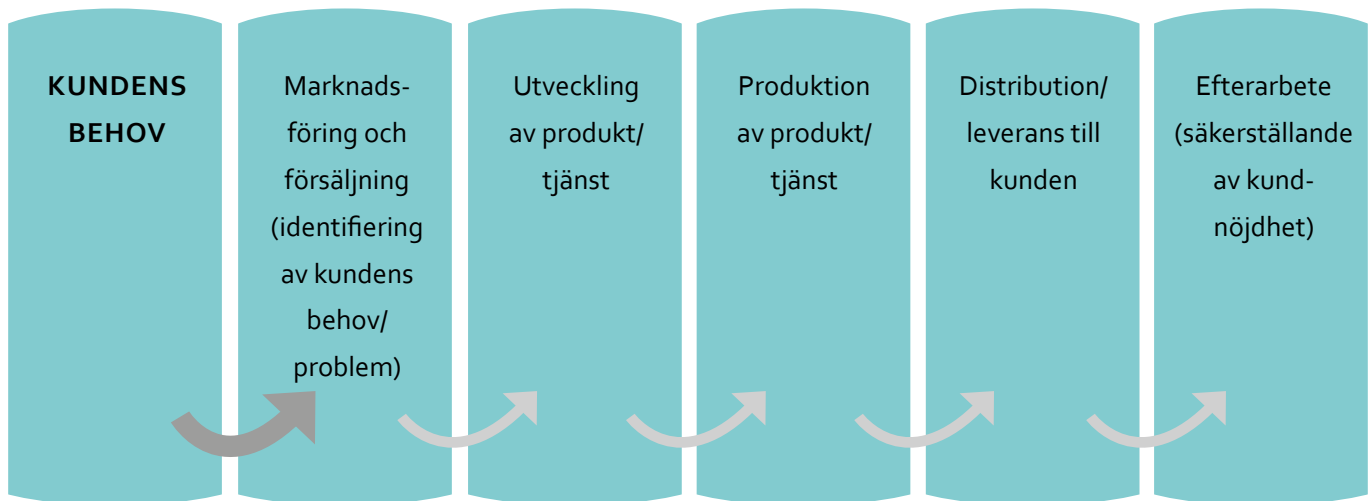 KUNDENS
BEHOV
Marknads-
föring och
försäljning
(identifiering
av kundens
behov/
problem)
Utveckling
av produkt/
tjänst
Produktion
av produkt/
tjänst
Distribution/
leverans till
kunden
Efterarbete
(säkerställande
av kund-
nöjdhet)